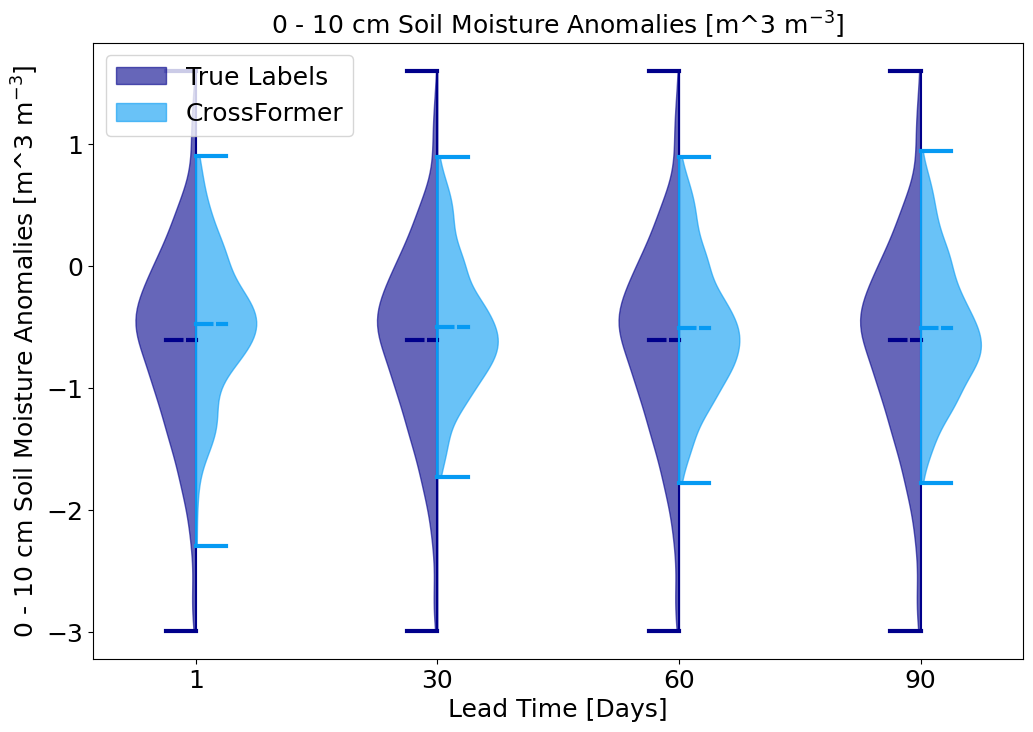 0 - 10 cm Soil Moisture Anomalies [m^3 m⁻³]
0 - 10 cm Soil Moisture Anomalies [m^3 m⁻³]
True Labels
CrossFormer
1
0
−1
−2
−3
1 30 60 90
Lead Time [Days]